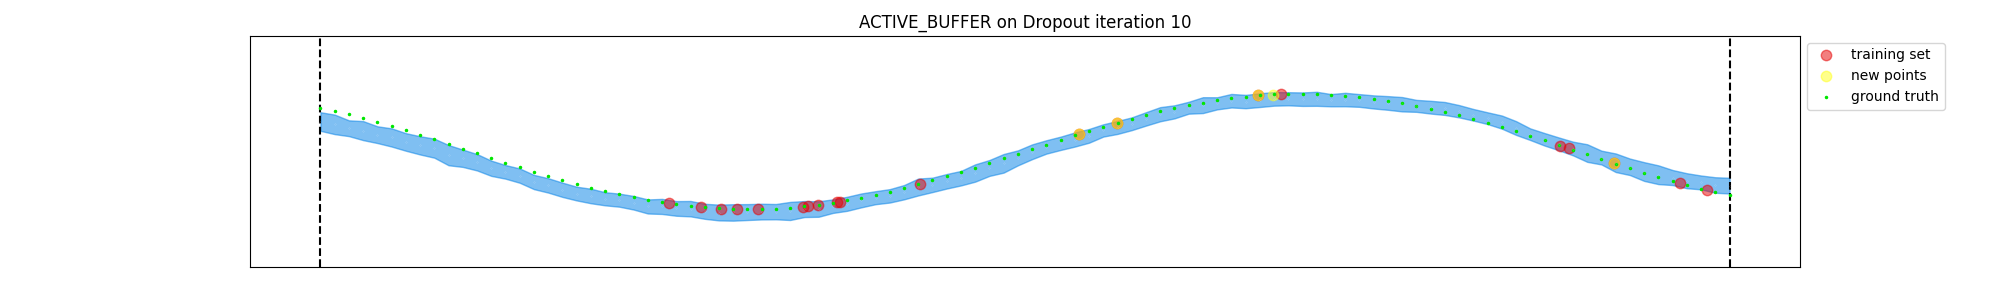 ACTIVE_BUFFER on Dropout iteration 10
training set
new points
ground truth